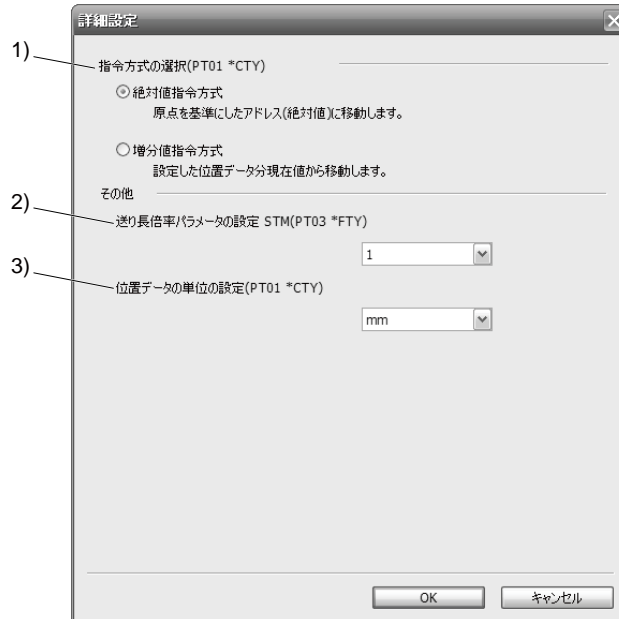 詳細設定
1)
指令方式の選択(PT01 *CTY)
絶対値指令方式
原点を基準にしたアドレス(絶対値)に移動します。
増分値指令方式
設定した位置データ分現在値から移動します。
その他
2)
送り長倍率パラメータの設定 STM(PT03 *FTY)
1
3)
位置データの単位の設定(PT01 *CTY)
mm
OK
キャンセル